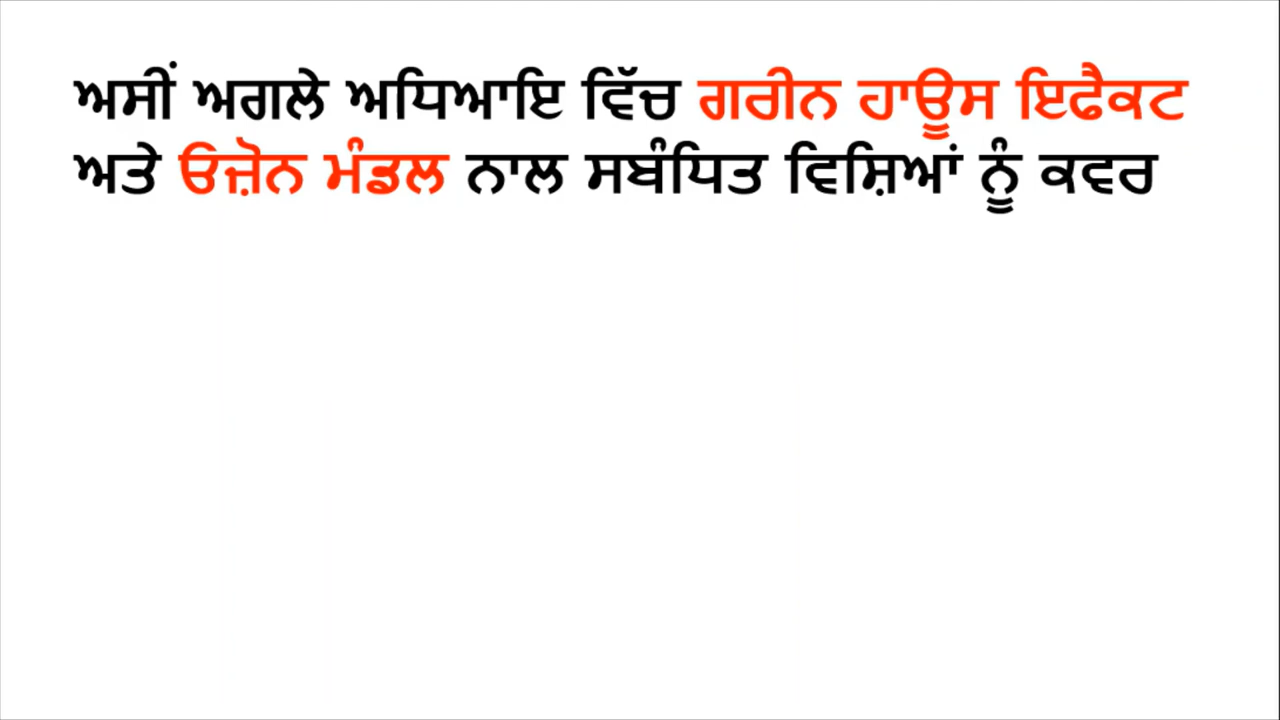 ਅਸੀਂ ਅਗਲੇ ਅਧਿਆਇ ਵਿੱਚ ਗਰੀਨ ਹਾਊਸ ਇਫੈਕਟ
ਅਤੇ ਓਜ਼ੋਨ ਮੰਡਲ ਨਾਲ ਸਬੰਧਿਤ ਵਿਸ਼ਿਆਂ ਨੂੰ ਕਵਰ